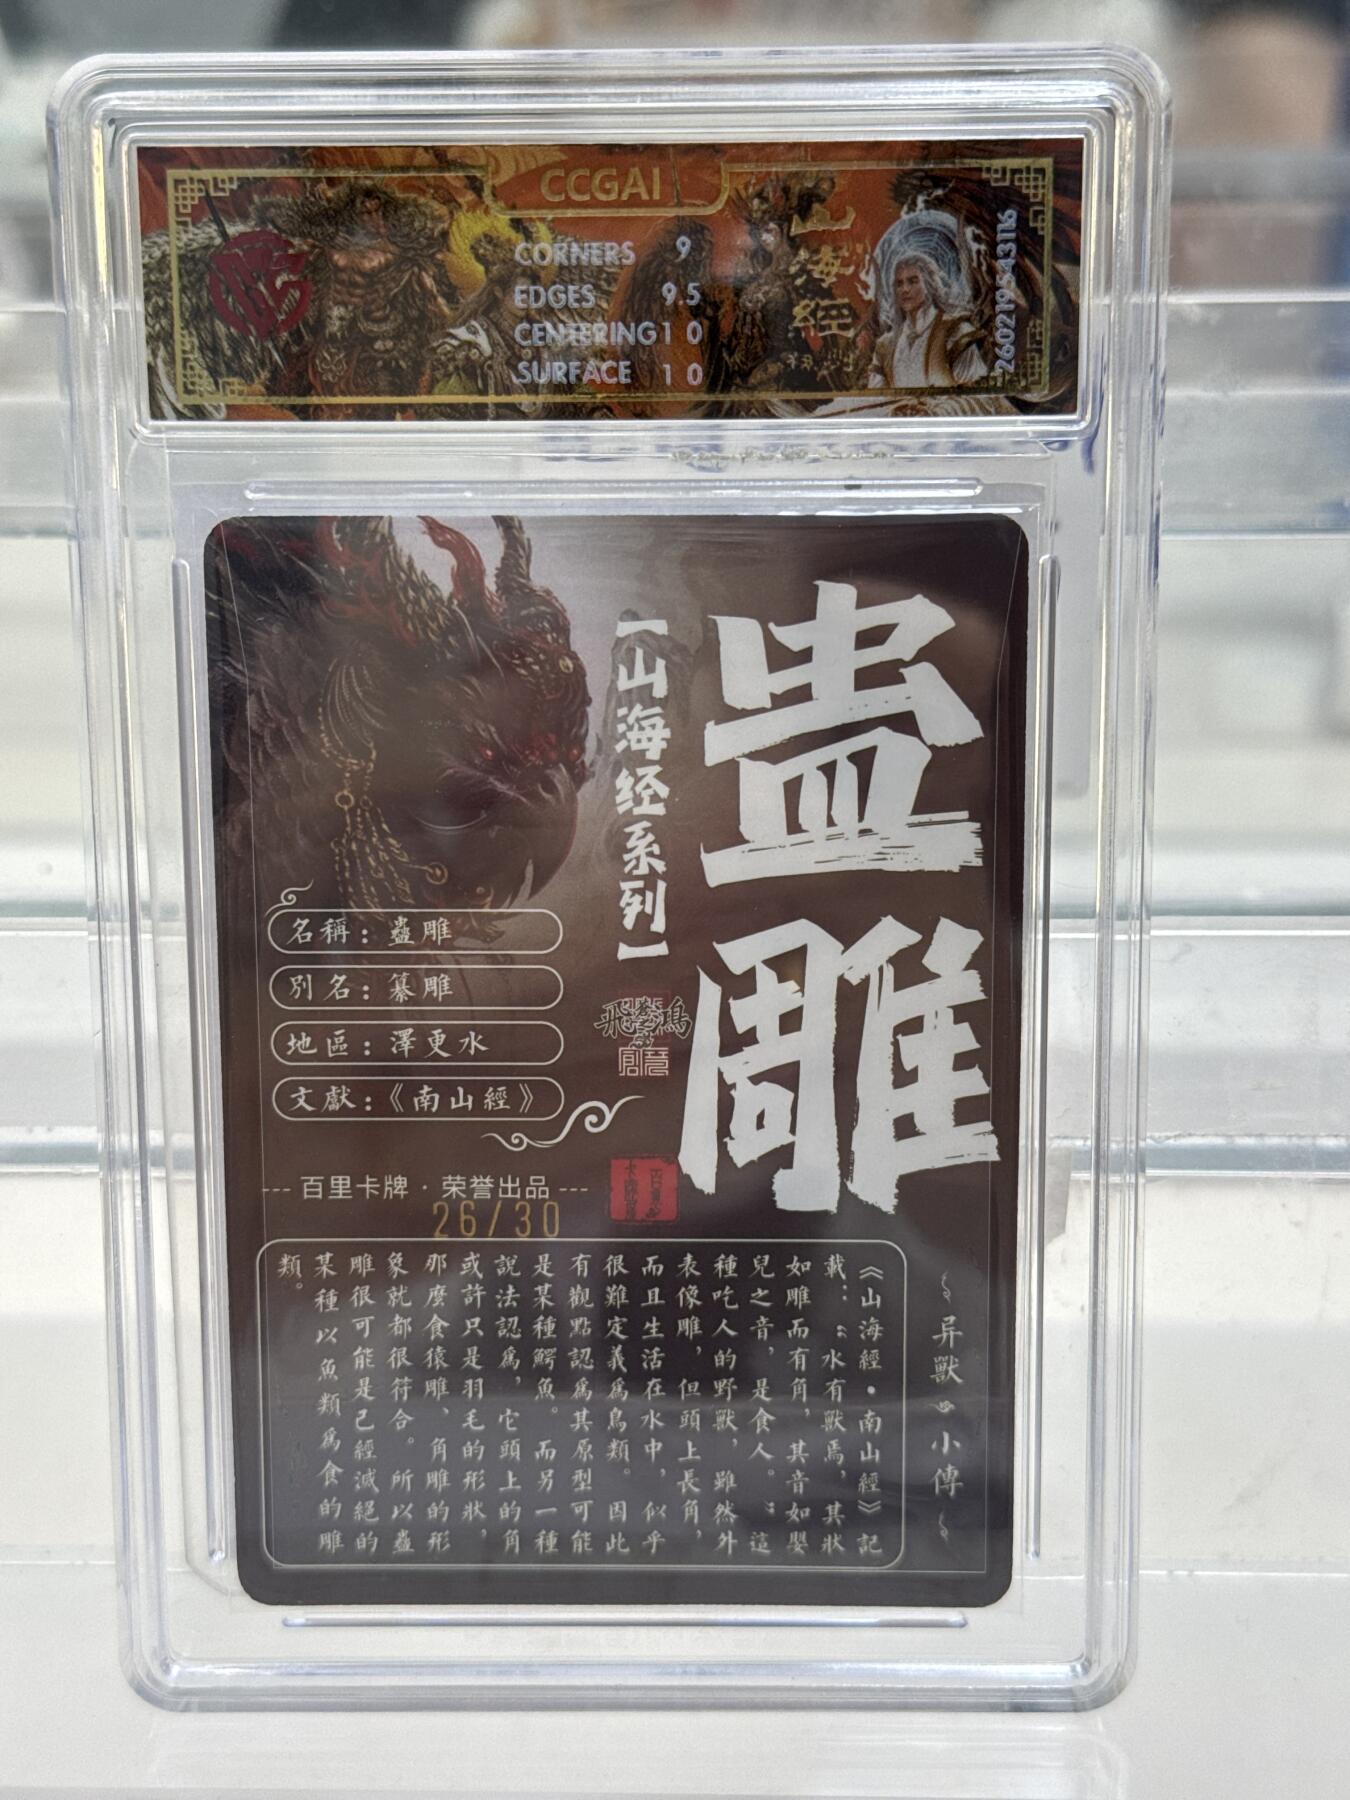 CCGAI
CORNERS 9
EDGES 9.5
CENTERING 10
SURFACE 10
山海經
260219543116
蛊雕
【山海经系列】
名稱：蠱雕
別名：纂雕
地區：澤更水
文獻：《南山經》
飛鴻
--- 百里卡牌·荣誉出品 ---
26/30
异獸小傳
《山海經·南山經》記
載：“水有獸焉，其狀
如雕而有角，其音如嬰
兒之音，是食人。”這
種吃人的野獸，雖然外
表像雕，但頭上長角，
而且生活在水中，似乎
很難定義爲鳥類。因此
有觀點認爲其原型可能
是某種鰐魚。而另一種
說法認爲，它頭上的角
或許只是羽毛的形狀，
那麼食猿雕、角雕的形
象就都很符合。所以蠱
雕很可能是已經滅絕的
某種以魚類爲食的雕
類。